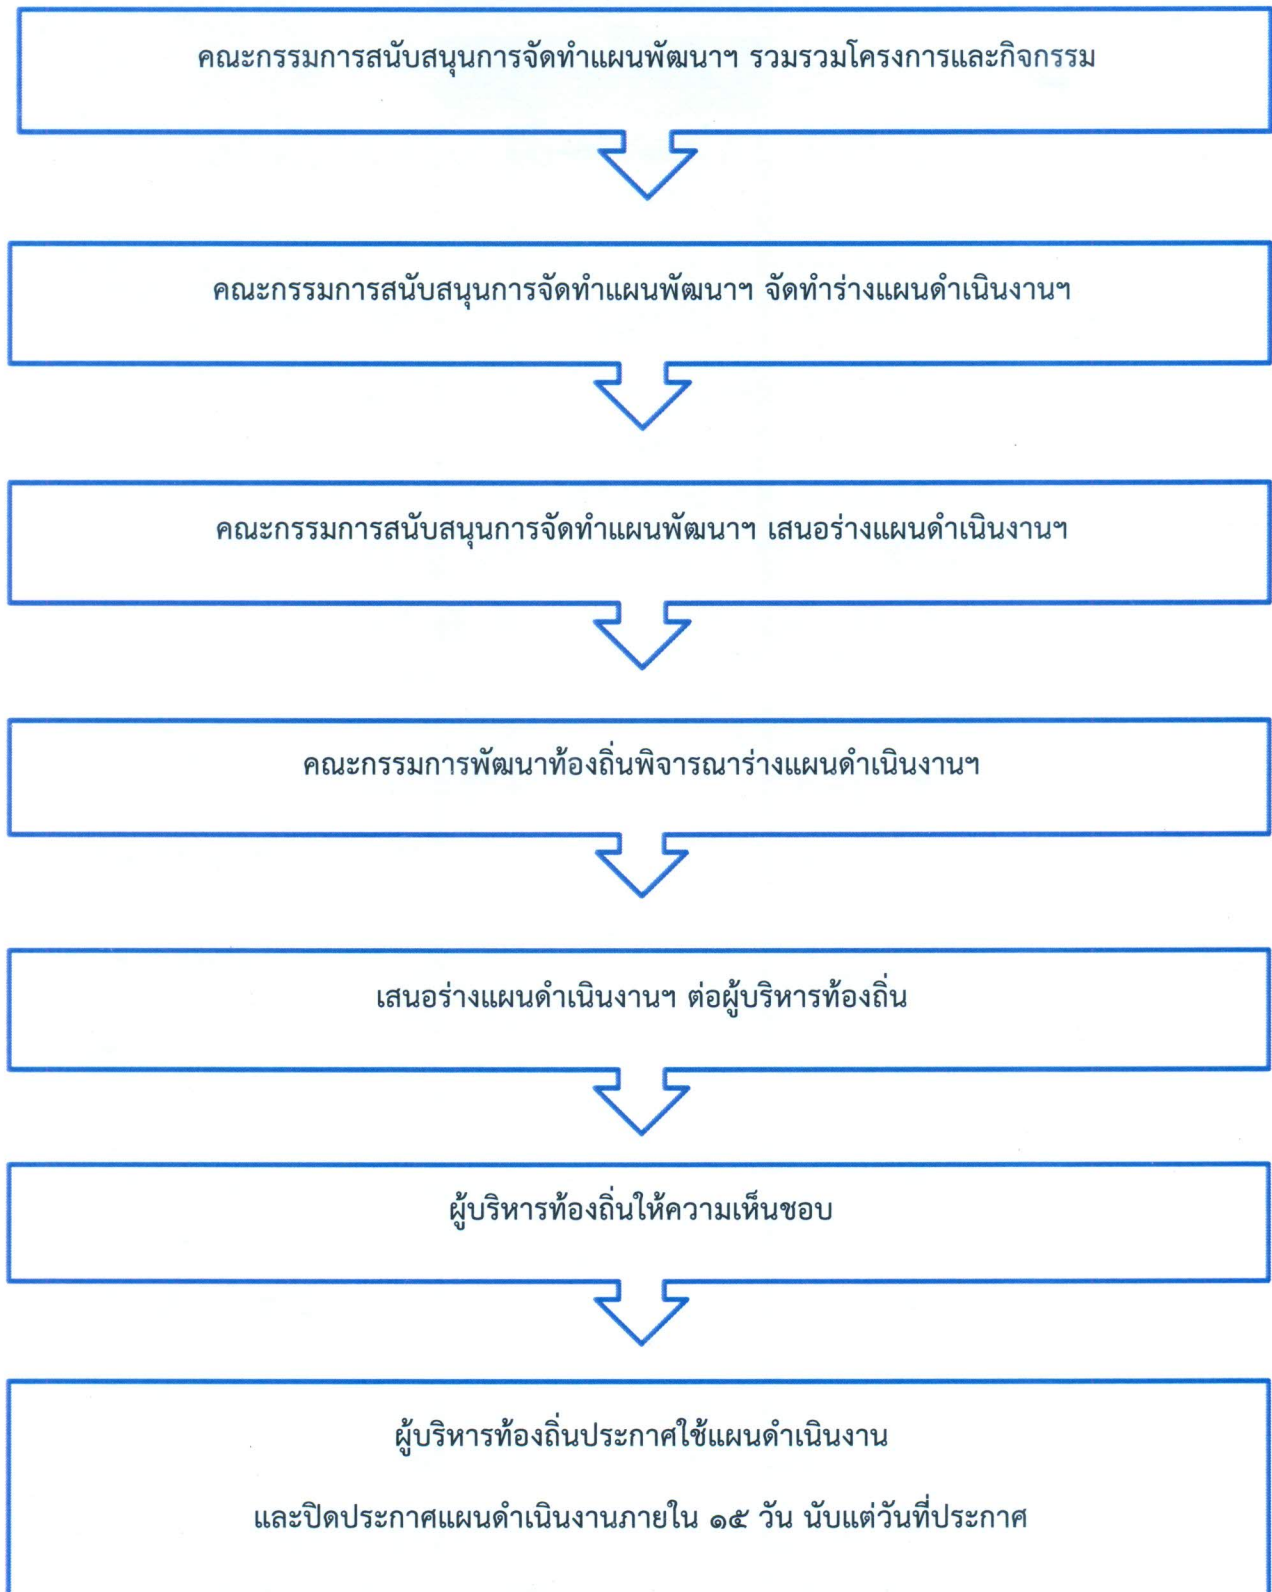 คณะกรรมการสนับสนุนการจัดทำแผนพัฒนาฯ รวมรวมโครงการและกิจกรรม
คณะกรรมการสนับสนุนการจัดทำแผนพัฒนาฯ จัดทำร่างแผนดำเนินงานฯ
คณะกรรมการสนับสนุนการจัดทำแผนพัฒนาฯ เสนอร่างแผนดำเนินงานฯ
คณะกรรมการพัฒนาท้องถิ่นพิจารณาร่างแผนดำเนินงานฯ
เสนอร่างแผนดำเนินงานฯ ต่อผู้บริหารท้องถิ่น
ผู้บริหารท้องถิ่นให้ความเห็นชอบ
ผู้บริหารท้องถิ่นประกาศใช้แผนดำเนินงาน
และปิดประกาศแผนดำเนินงานภายใน ๑๕ วัน นับแต่วันที่ประกาศ